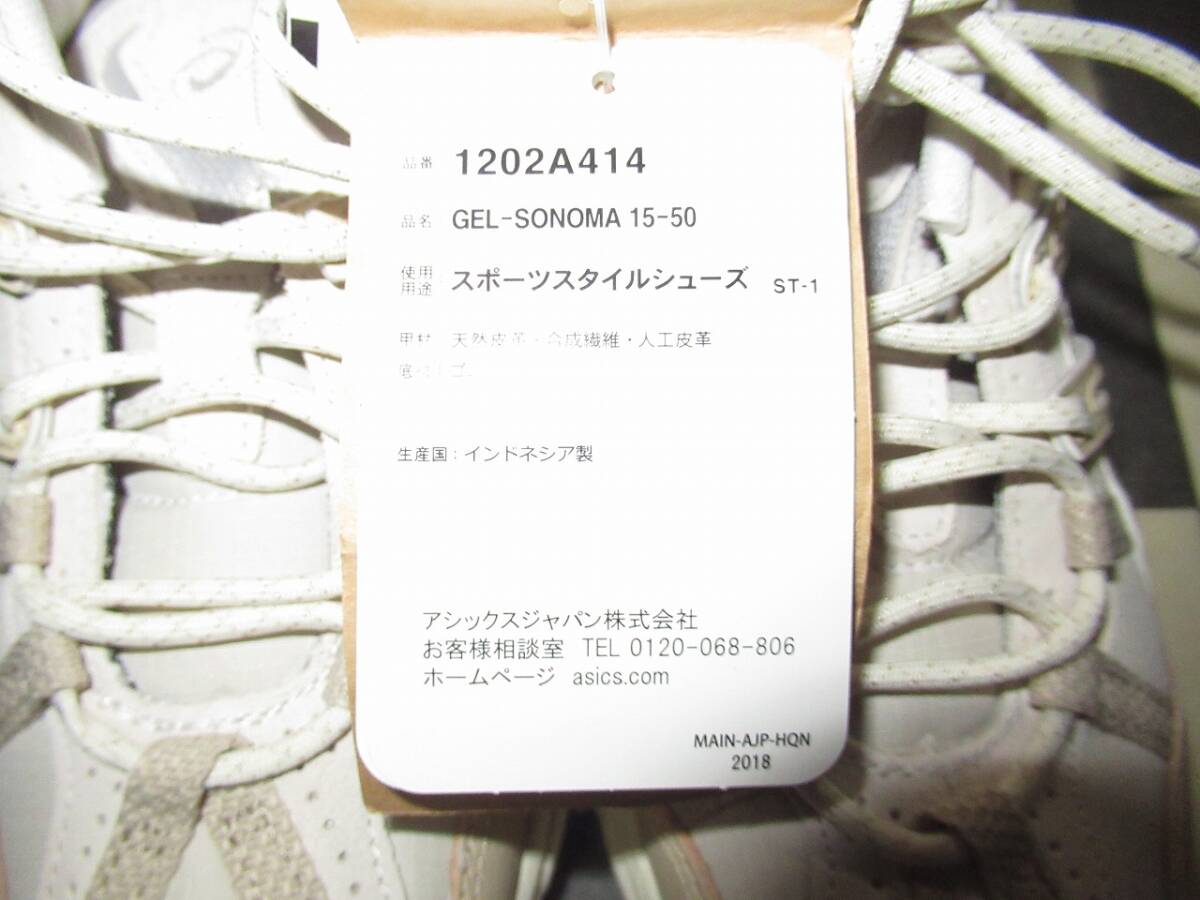 品番 1202A414
品名 GEL-SONOMA 15-50
使用用途 スポーツスタイルシューズ ST-1
甲材 天然皮革・合成繊維・人工皮革
生産国：インドネシア製
アシックスジャパン株式会社
お客様相談室 TEL 0120-068-806
ホームページ asics.com
MAIN-AJP-HQN
2018